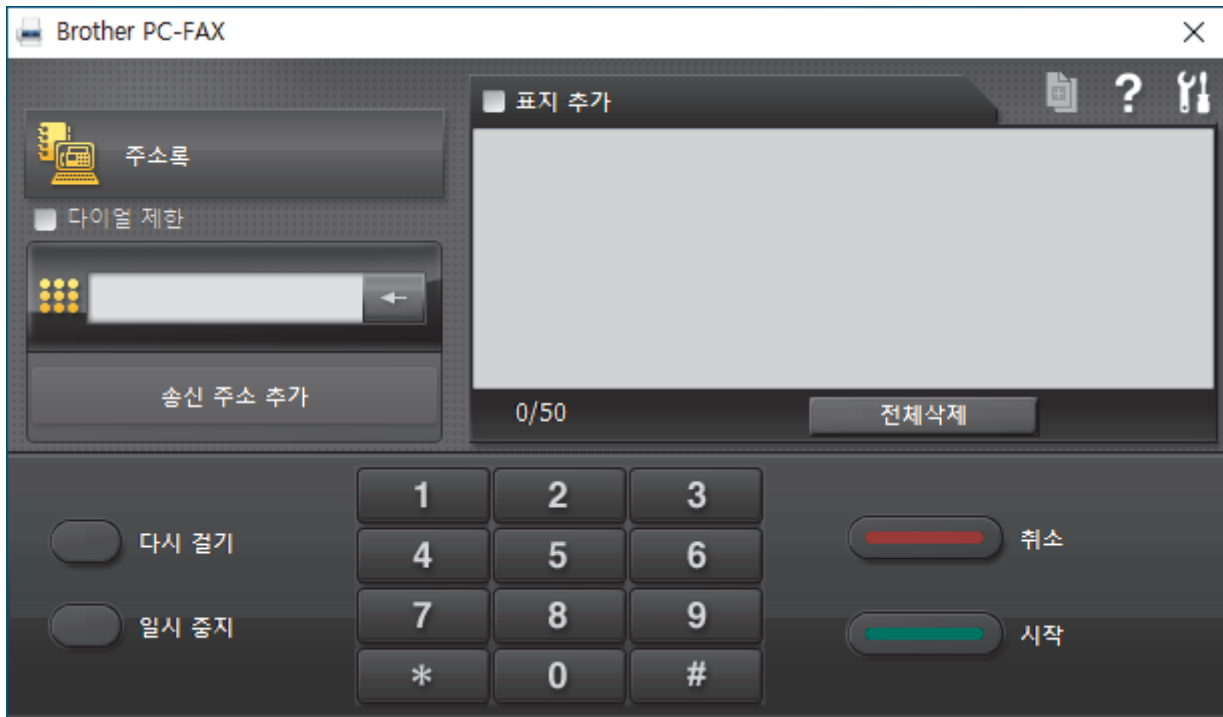 Brother PC-FAX
표지 추가
?
주소록
다이얼 제한
송신 주소 추가
0/50
전체삭제
다시 걸기
일시 중지
1 2 3
4 5 6
7 8 9
* 0 #
취소
시작